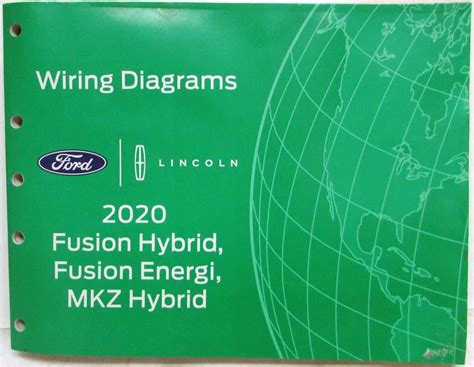 Wiring Diagrams
Ford
LINCOLN
2020
Fusion Hybrid,
Fusion Energi,
MKZ Hybrid